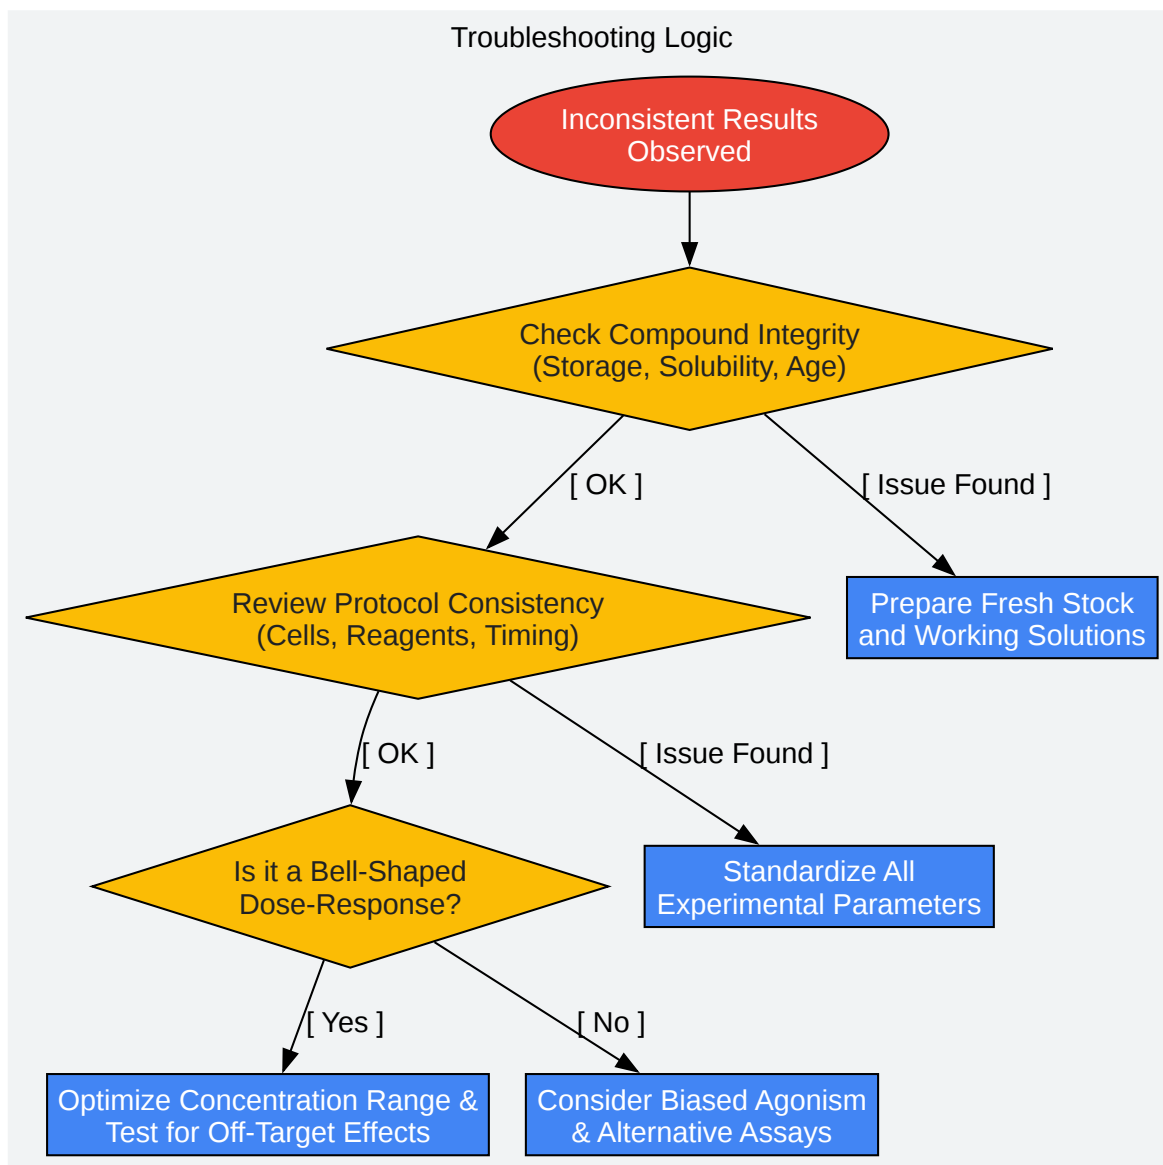 Troubleshooting Logic
Inconsistent Results
Observed
Check Compound Integrity
(Storage, Solubility, Age)
[ OK ]
[ Issue Found ]
Review Protocol Consistency
(Cells, Reagents, Timing)
Prepare Fresh Stock
and Working Solutions
[ OK ]
[ Issue Found ]
Is it a Bell-Shaped
Dose-Response?
Standardize All
Experimental Parameters
[ Yes ]
[ No ]
Optimize Concentration Range &
Test for Off-Target Effects
Consider Biased Agonism
& Alternative Assays